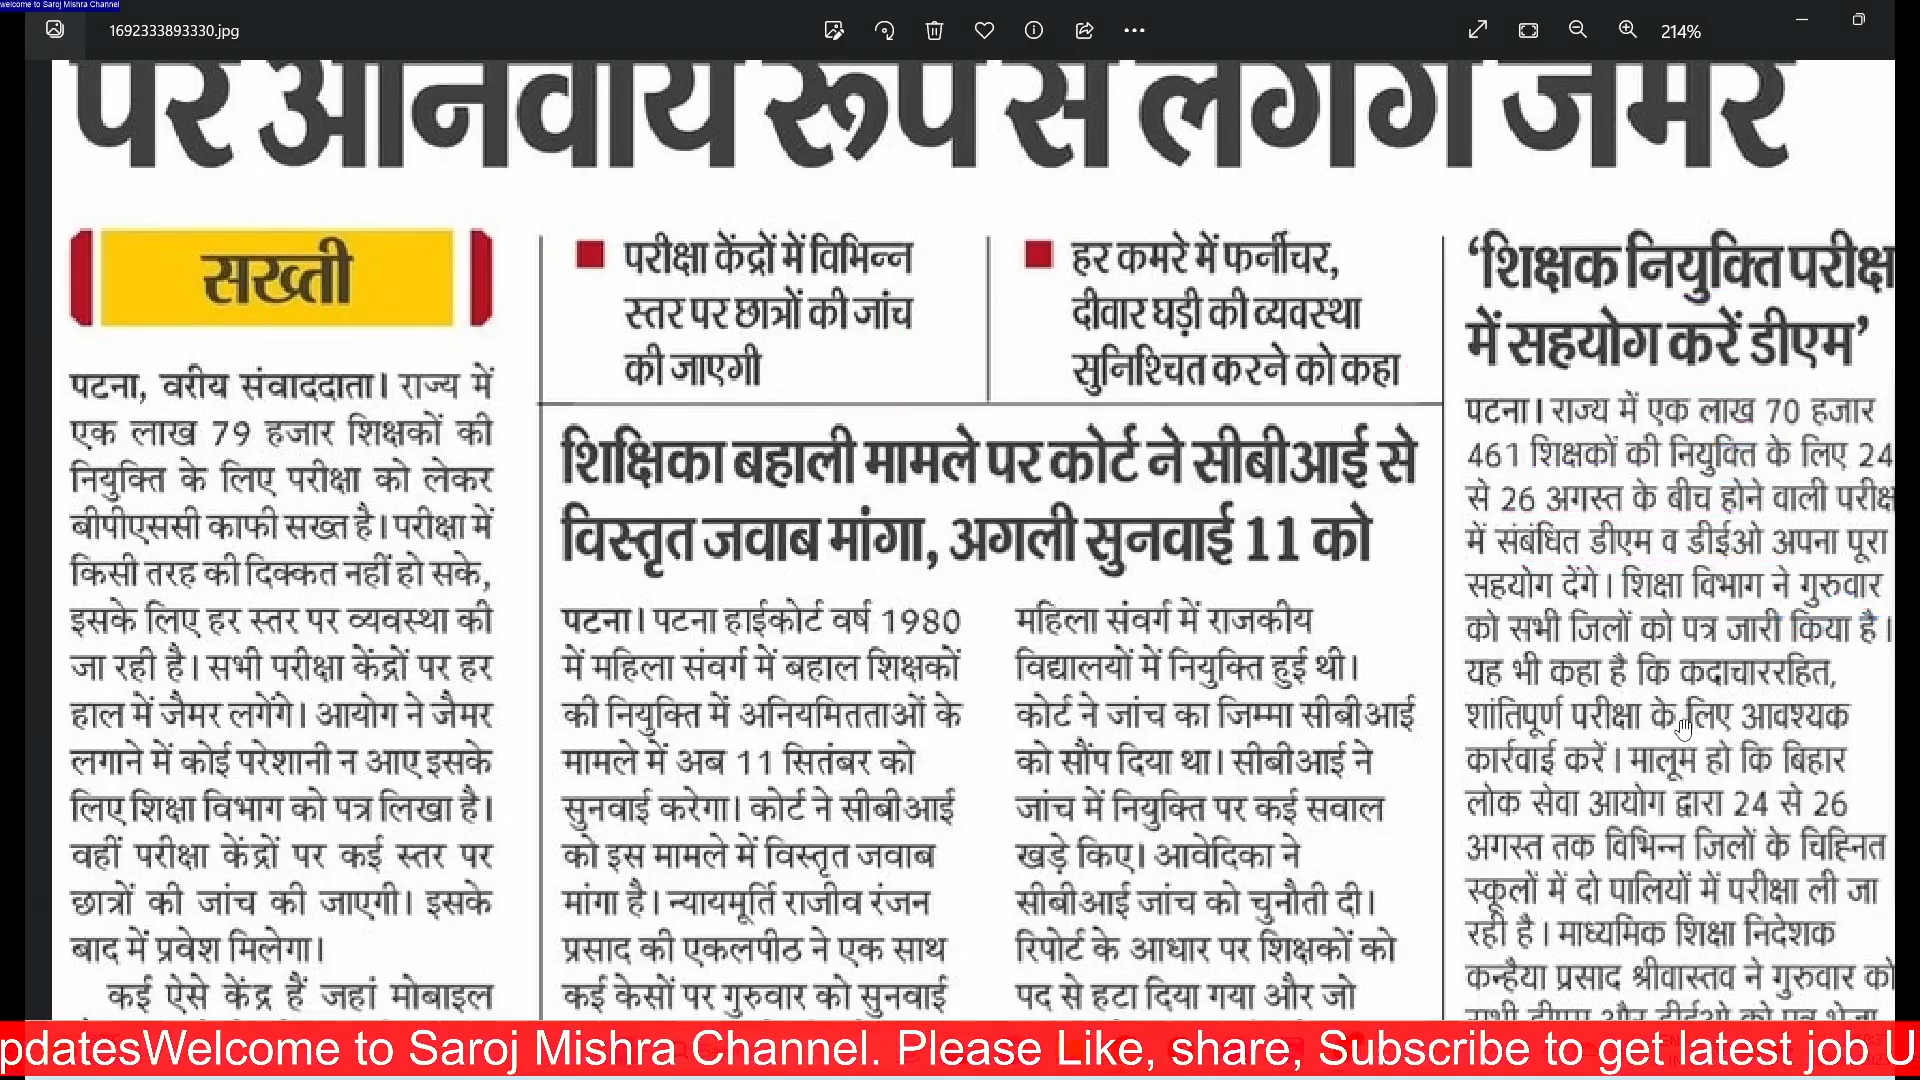 welcome to Saroj Mishra Channel
1692333893330.jpg
214%
पर अनिवार्य रूप से लगेंगे जैमर
सख्ती
पटना, वरीय संवाददाता। राज्य में
एक लाख 79 हजार शिक्षकों की
नियुक्ति के लिए परीक्षा को लेकर
बीपीएससी काफी सख्त है। परीक्षा में
किसी तरह की दिक्कत नहीं हो सके,
इसके लिए हर स्तर पर व्यवस्था की
जा रही है। सभी परीक्षा केंद्रों पर हर
हाल में जैमर लगेंगे। आयोग ने जैमर
लगाने में कोई परेशानी न आए इसके
लिए शिक्षा विभाग को पत्र लिखा है।
वहीं परीक्षा केंद्रों पर कई स्तर पर
छात्रों की जांच की जाएगी। इसके
बाद में प्रवेश मिलेगा।
कई ऐसे केंद्र हैं जहां मोबाइल
परीक्षा केंद्रों में विभिन्न
स्तर पर छात्रों की जांच
की जाएगी
हर कमरे में फर्नीचर,
दीवार घड़ी की व्यवस्था
सुनिश्चित करने को कहा
शिक्षिका बहाली मामले पर कोर्ट ने सीबीआई से
विस्तृत जवाब मांगा, अगली सुनवाई 11 को
पटना। पटना हाईकोर्ट वर्ष 1980
में महिला संवर्ग में बहाल शिक्षकों
की नियुक्ति में अनियमितताओं के
मामले में अब 11 सितंबर को
सुनवाई करेगा। कोर्ट ने सीबीआई
को इस मामले में विस्तृत जवाब
मांगा है। न्यायमूर्ति राजीव रंजन
प्रसाद की एकलपीठ ने एक साथ
कई केसों पर गुरुवार को सुनवाई
महिला संवर्ग में राजकीय
विद्यालयों में नियुक्ति हुई थी।
कोर्ट ने जांच का जिम्मा सीबीआई
को सौंप दिया था। सीबीआई ने
जांच में नियुक्ति पर कई सवाल
खड़े किए। आवेदिका ने
सीबीआई जांच को चुनौती दी।
रिपोर्ट के आधार पर शिक्षकों को
पद से हटा दिया गया और जो
‘शिक्षक नियुक्ति परीक्ष
में सहयोग करें डीएम’
पटना। राज्य में एक लाख 70 हजार
461 शिक्षकों की नियुक्ति के लिए 24
से 26 अगस्त के बीच होने वाली परीक्ष
में संबंधित डीएम व डीईओ अपना पूरा
सहयोग देंगे। शिक्षा विभाग ने गुरुवार
को सभी जिलों को पत्र जारी किया है।
यह भी कहा है कि कदाचाररहित,
शांतिपूर्ण परीक्षा के लिए आवश्यक
कार्रवाई करें। मालूम हो कि बिहार
लोक सेवा आयोग द्वारा 24 से 26
अगस्त तक विभिन्न जिलों के चिह्नित
स्कूलों में दो पालियों में परीक्षा ली जा
रही है। माध्यमिक शिक्षा निदेशक
कन्हैया प्रसाद श्रीवास्तव ने गुरुवार को
pdatesWelcome to Saroj Mishra Channel. Please Like, share, Subscribe to get latest job U